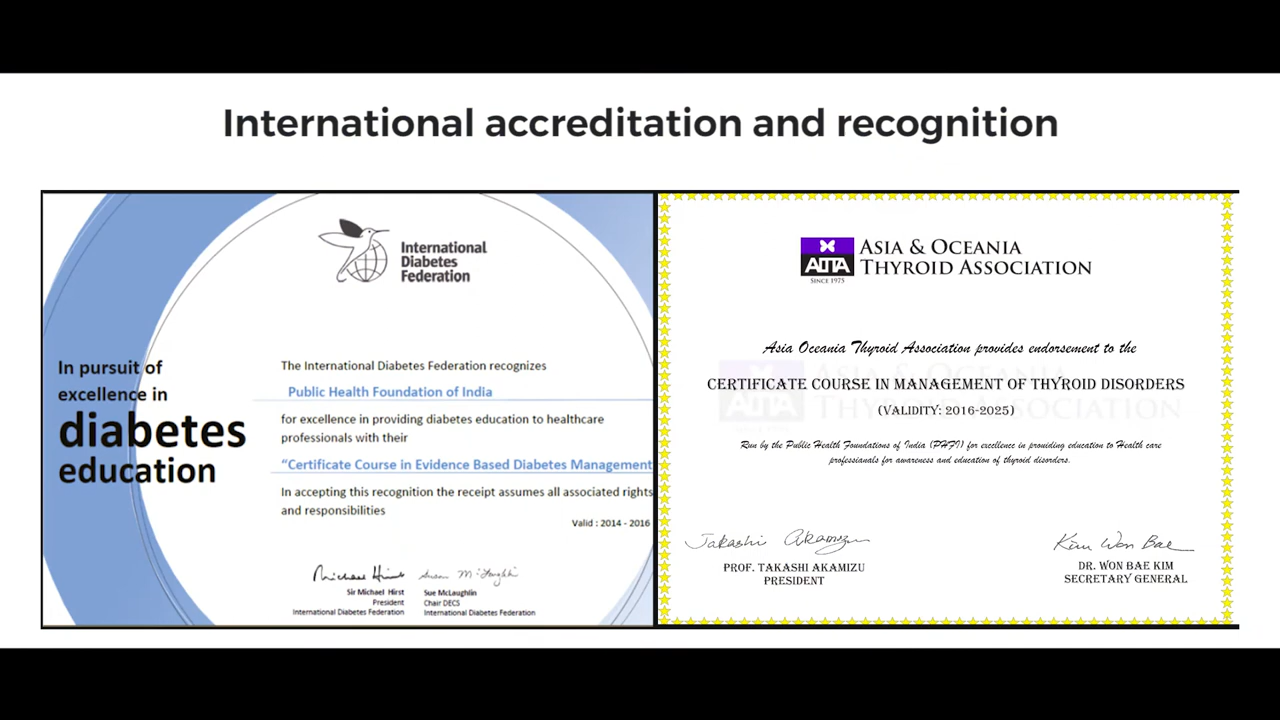 International accreditation and recognition
International
Diabetes
Federation
In pursuit of
excellence in
diabetes
education
The International Diabetes Federation recognizes
Public Health Foundation of India
for excellence in providing diabetes education to healthcare
professionals with their
“Certificate Course in Evidence Based Diabetes Management
In accepting this recognition the receipt assumes all associated rights
and responsibilities
Valid : 2014 - 2016
Sir Michael Hirst
President
International Diabetes Federation
Sue McLaughlin
Chair DECS
International Diabetes Federation
AOTA
SINCE 1975
ASIA & OCEANIA
THYROID ASSOCIATION
Asia Oceania Thyroid Association provides endorsement to the
CERTIFICATE COURSE IN MANAGEMENT OF THYROID DISORDERS
(VALIDITY: 2016-2025)
Run by the Public Health Foundations of India (PHFI) for excellence in providing education to Health care
professionals for awareness and education of thyroid disorders.
Takashi Akamizu
PROF. TAKASHI AKAMIZU
PRESIDENT
Kim Won Bae
DR. WON BAE KIM
SECRETARY GENERAL